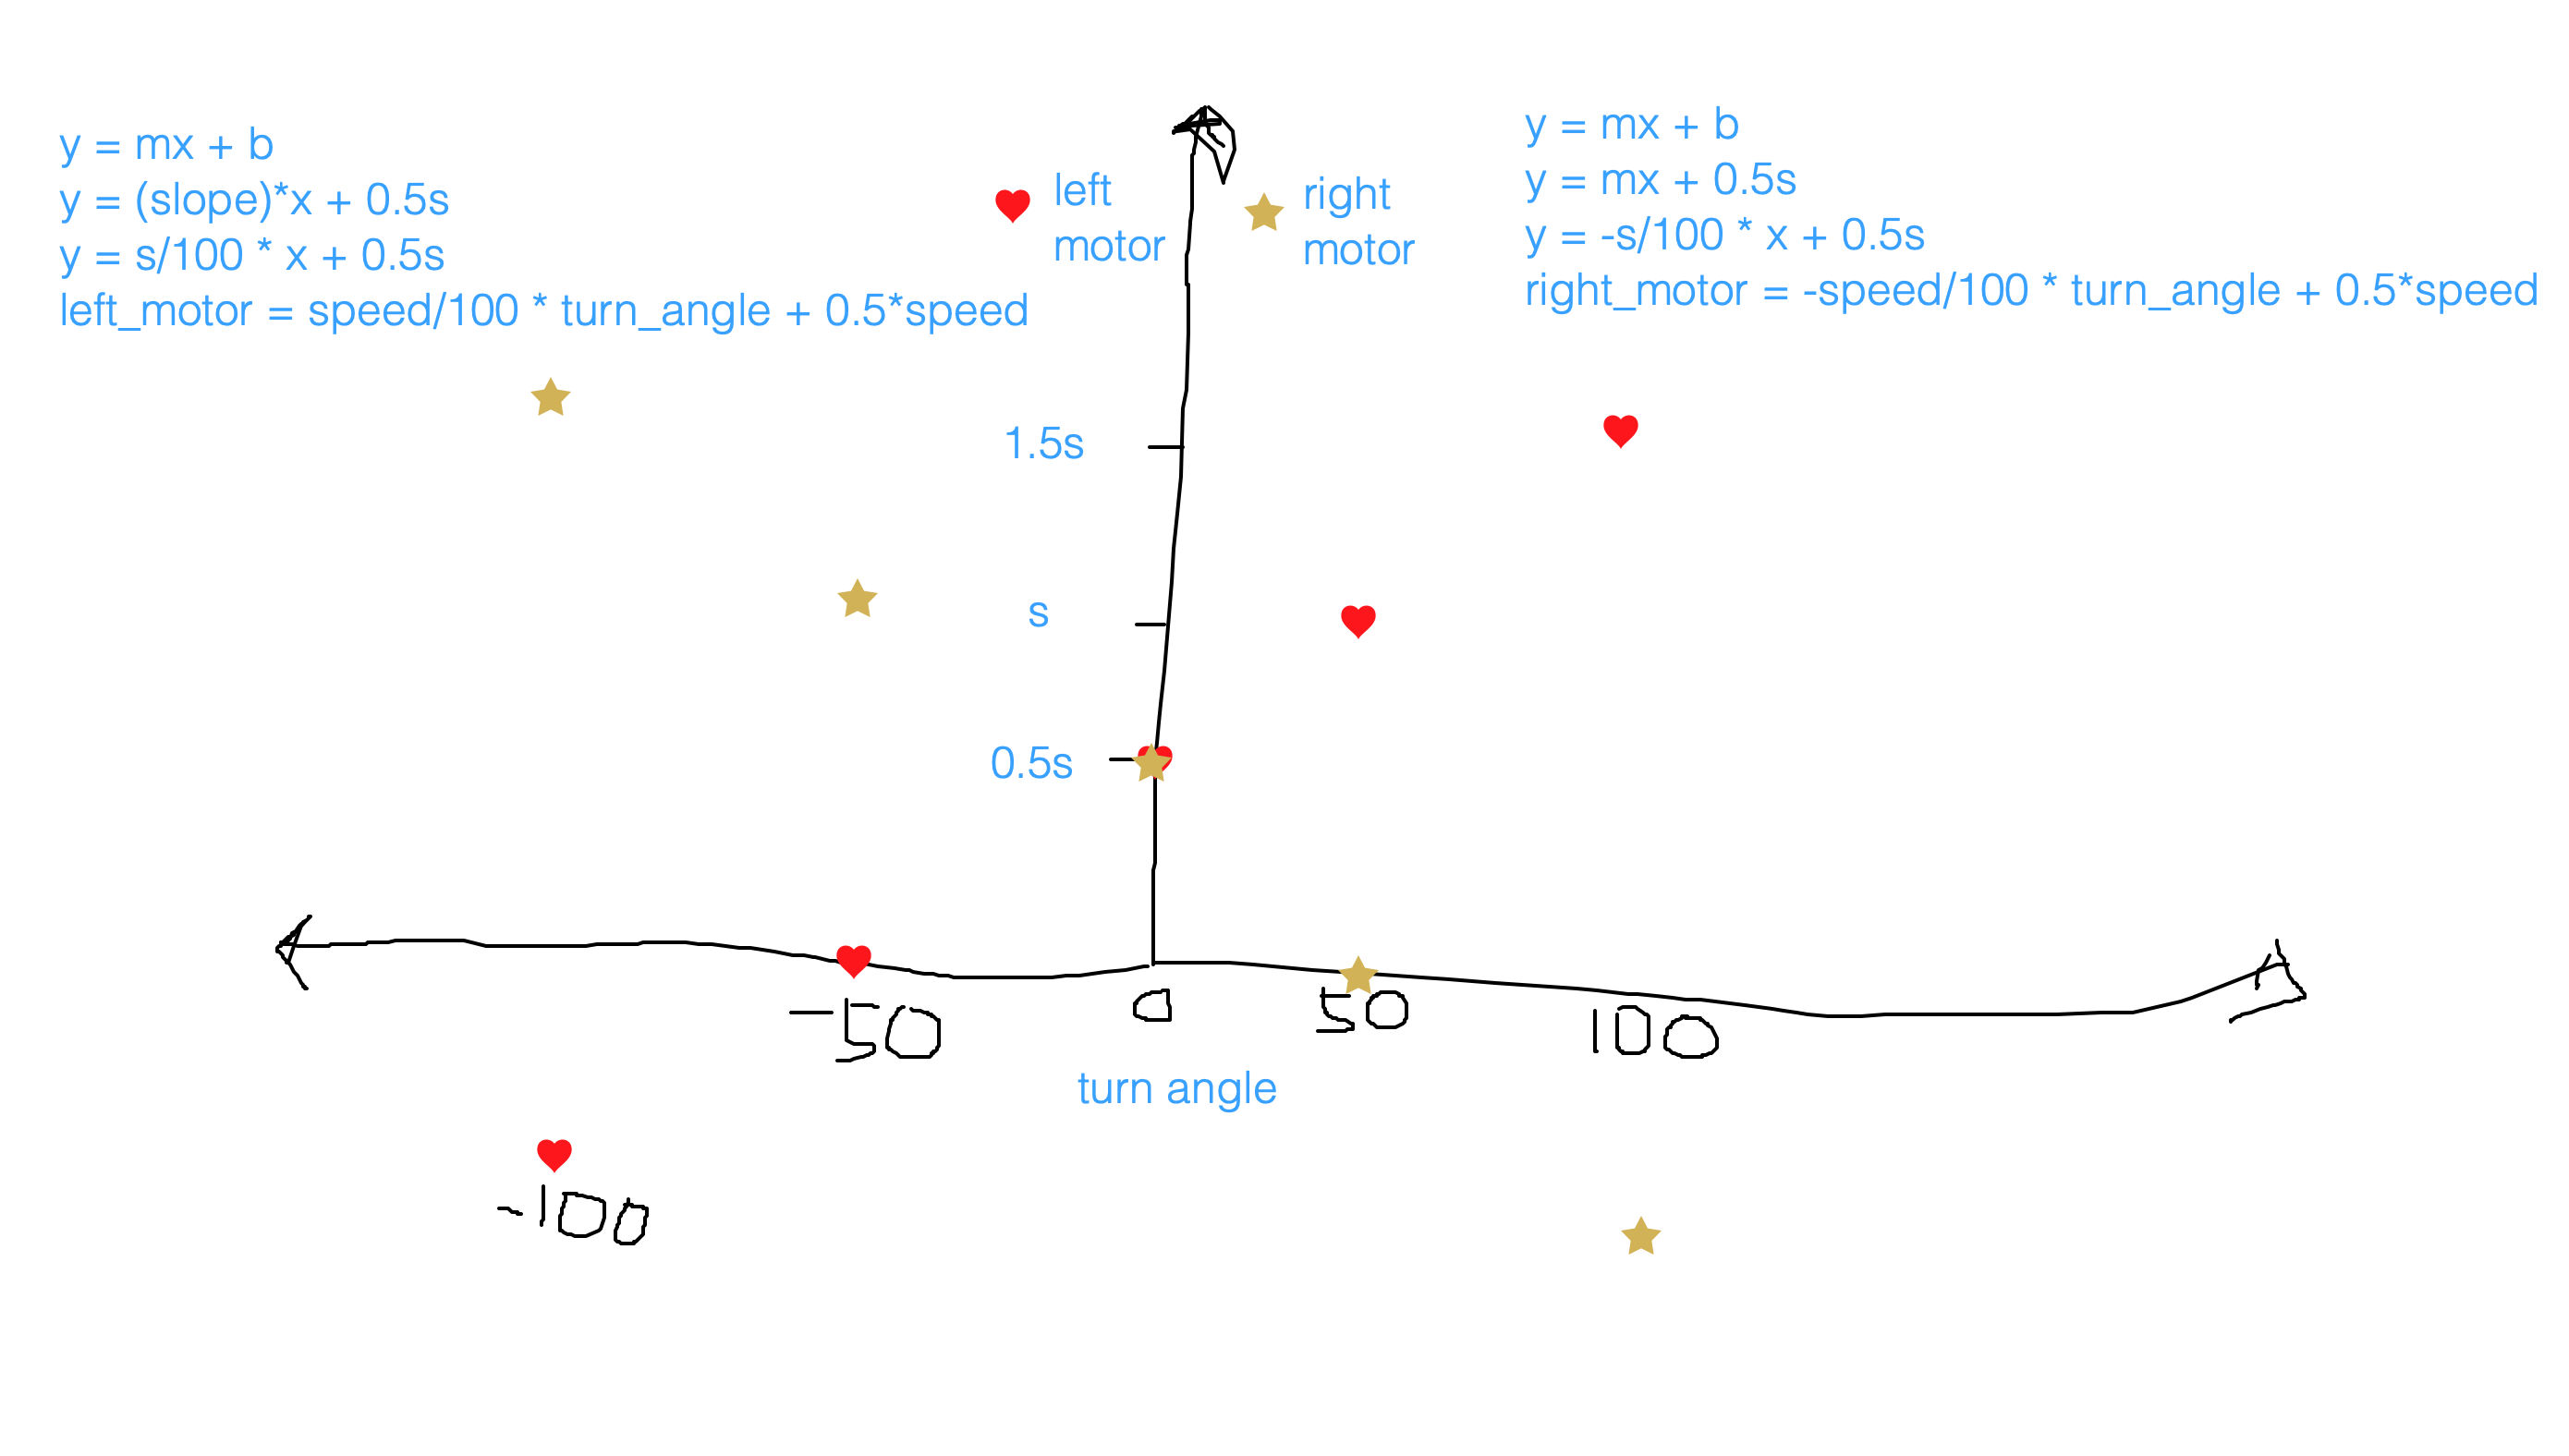 y = mx + b
y = (slope)*x + 0.5s
y = s/100 * x + 0.5s
left_motor = speed/100 * turn_angle + 0.5*speed
left
motor
right
motor
y = mx + b
y = mx + 0.5s
y = -s/100 * x + 0.5s
right_motor = -speed/100 * turn_angle + 0.5*speed
1.5s
s
0.5s
-50
0
50
100
turn angle
-100